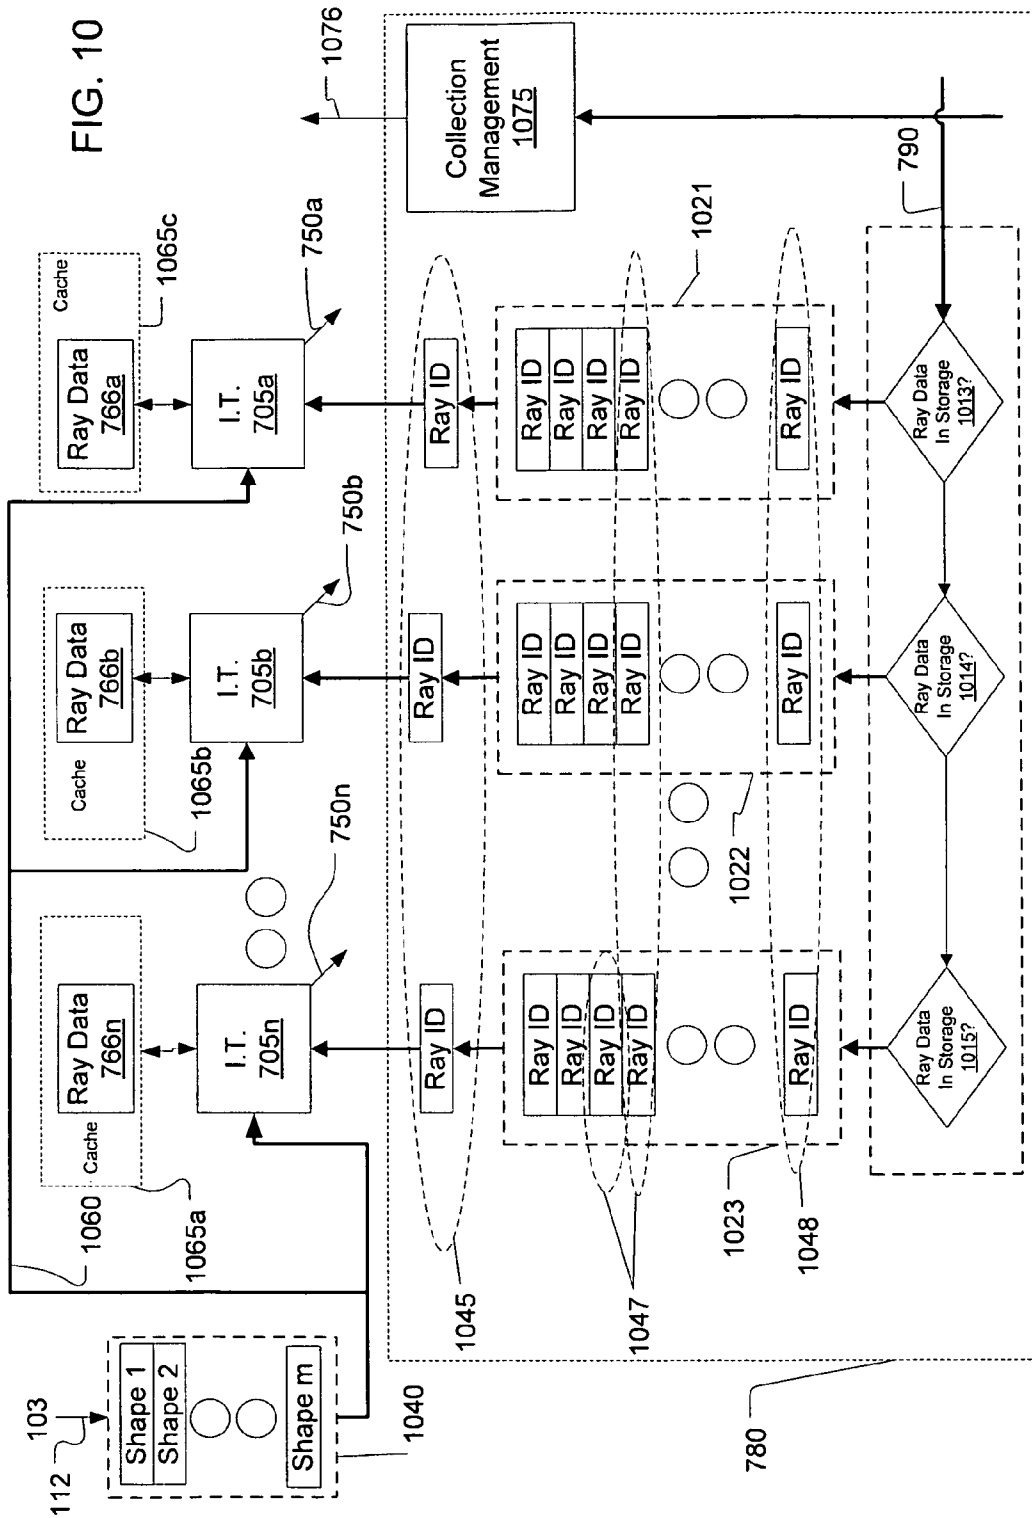 FIG. 10
103
112
Shape 1
Shape 2
Shape m
1040
1060
1065a
Cache
Ray Data
766n
I.T.
705n
750n
Cache
1065b
Ray Data
766b
I.T.
705b
750b
Cache
1065c
Ray Data
766a
I.T.
705a
750a
1076
Collection
Management
1075
1045
Ray ID
Ray ID
Ray ID
Ray ID
Ray ID
Ray ID
Ray ID
Ray ID
1023
1047
1048
Ray ID
Ray ID
Ray ID
Ray ID
Ray ID
1022
Ray ID
Ray ID
Ray ID
Ray ID
Ray ID
1021
790
Ray Data
In Storage
1015?
Ray Data
In Storage
1014?
Ray Data
In Storage
1013?
780